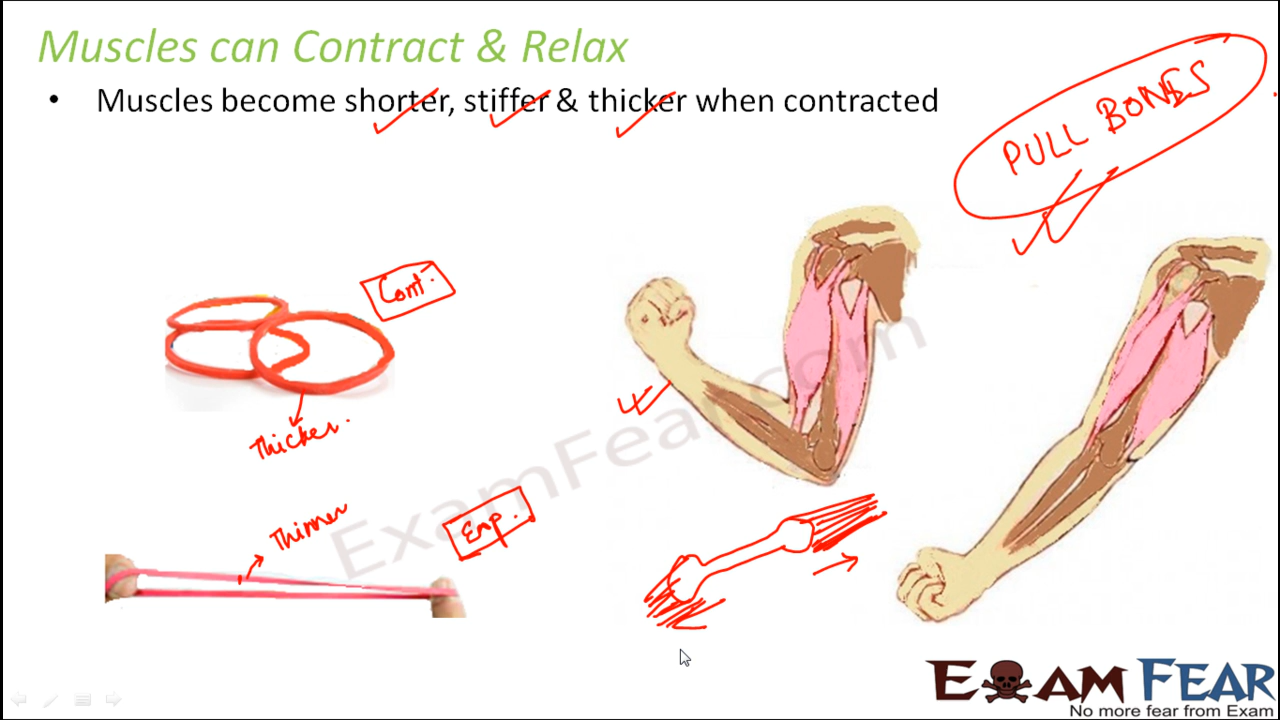 Muscles can Contract & Relax
• Muscles become shorter, stiffer & thicker when contracted
PULL BONES
Cont.
Thicker.
Thinner
Exp.
ExamFear.com
EXAM FEAR
No more fear from Exam